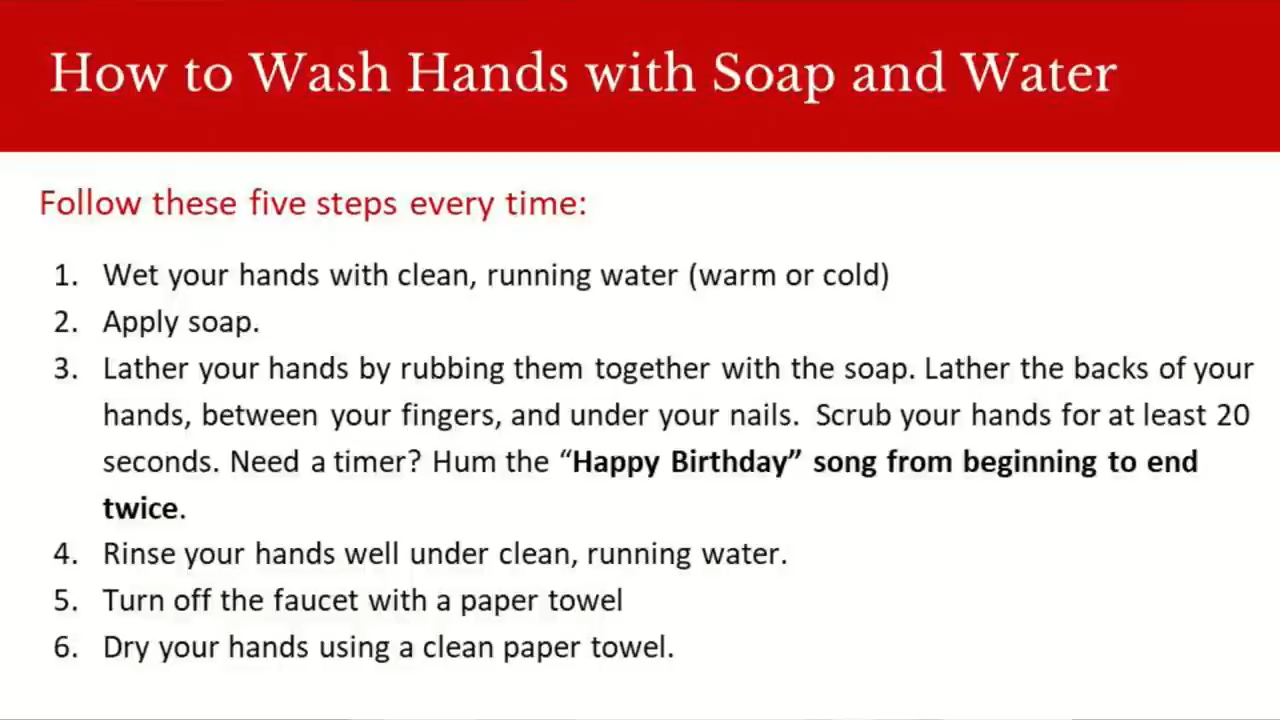 How to Wash Hands with Soap and Water
Follow these five steps every time:
1. Wet your hands with clean, running water (warm or cold)
2. Apply soap.
3. Lather your hands by rubbing them together with the soap. Lather the backs of your
hands, between your fingers, and under your nails. Scrub your hands for at least 20
seconds. Need a timer? Hum the “Happy Birthday” song from beginning to end
twice.
4. Rinse your hands well under clean, running water.
5. Turn off the faucet with a paper towel
6. Dry your hands using a clean paper towel.